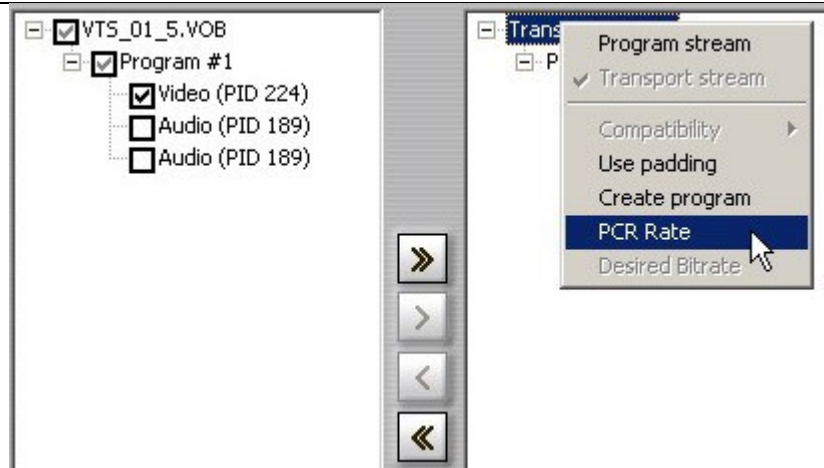 VTS_01_5.VOB
Program #1
Video (PID 224)
Audio (PID 189)
Audio (PID 189)
Trans
P
Program stream
Transport stream
Compatibility
Use padding
Create program
PCR Rate
Desired Bitrate